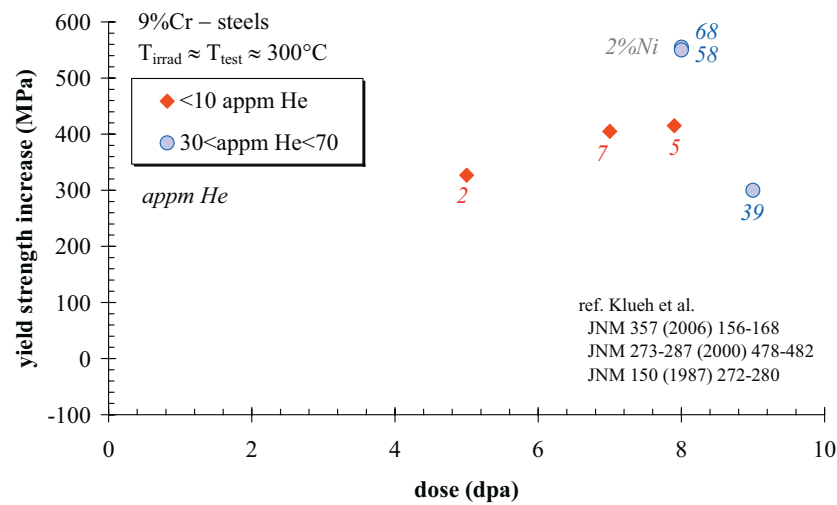 9%Cr – steels
T_irrad ≈ T_test ≈ 300°C
<10 appm He
30<appm He<70
appm He
2%Ni
68
58
7
5
2
39
ref. Klueh et al.
JNM 357 (2006) 156-168
JNM 273-287 (2000) 478-482
JNM 150 (1987) 272-280
yield strength increase (MPa)
600
500
400
300
200
100
0
-100
0 2 4 6 8 10
dose (dpa)